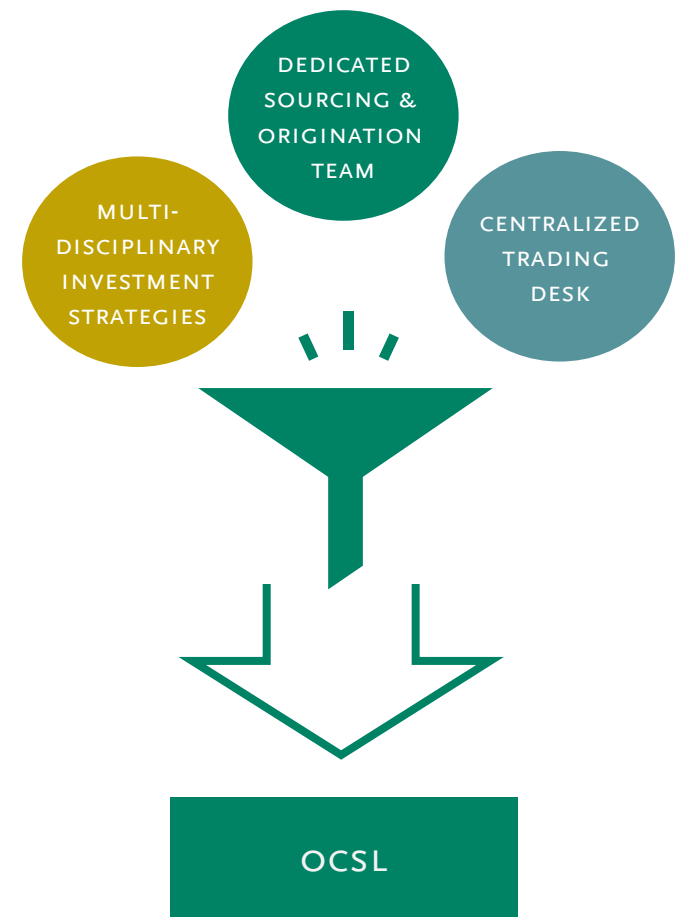 DEDICATED
SOURCING &
ORIGINATION
TEAM
MULTI-
DISCIPLINARY
INVESTMENT
STRATEGIES
CENTRALIZED
TRADING
DESK
OCSL